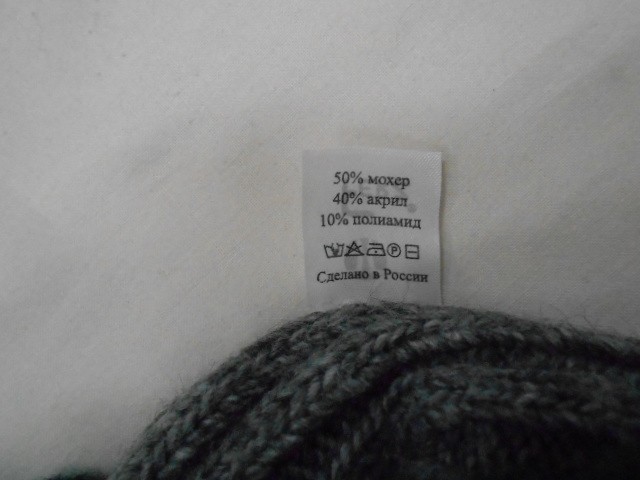 50% мохер
40% акрил
10% полиамид
Сделано в России